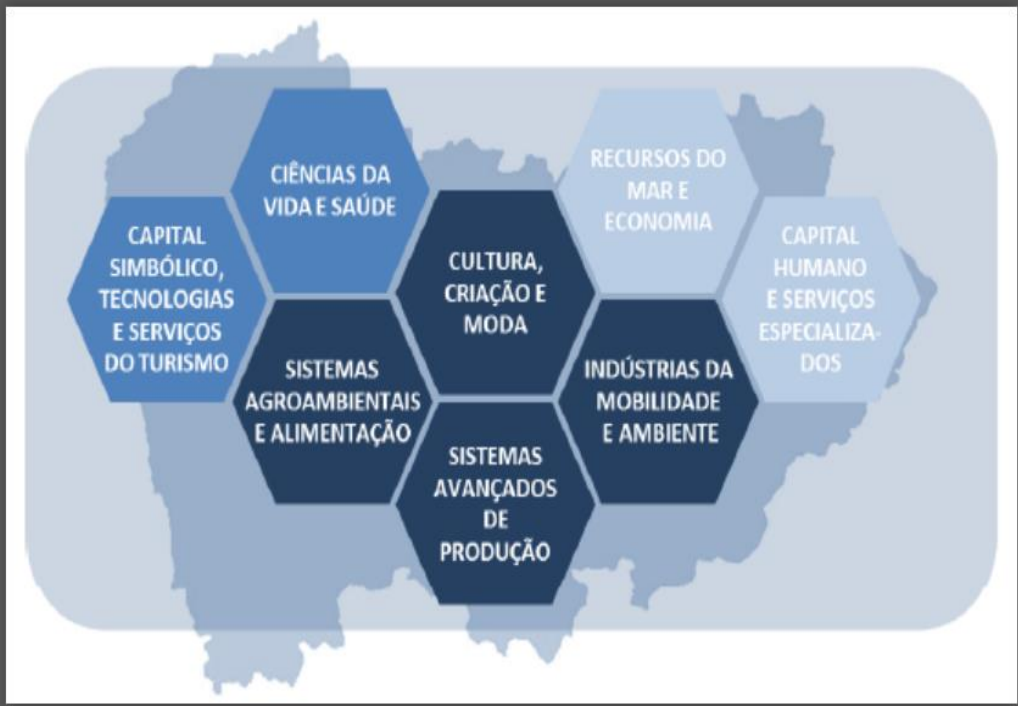 CIÊNCIAS DA
VIDA E SAÚDE
RECURSOS DO
MAR E
ECONOMIA
CAPITAL
SIMBÓLICO,
TECNOLOGIAS
E SERVIÇOS
DO TURISMO
CULTURA,
CRIAÇÃO E
MODA
CAPITAL
HUMANO
E SERVIÇOS
ESPECIALIZA-
DOS
SISTEMAS
AGROAMBIENTAIS
E ALIMENTAÇÃO
INDÚSTRIAS DA
MOBILIDADE
E AMBIENTE
SISTEMAS
AVANÇADOS
DE
PRODUÇÃO